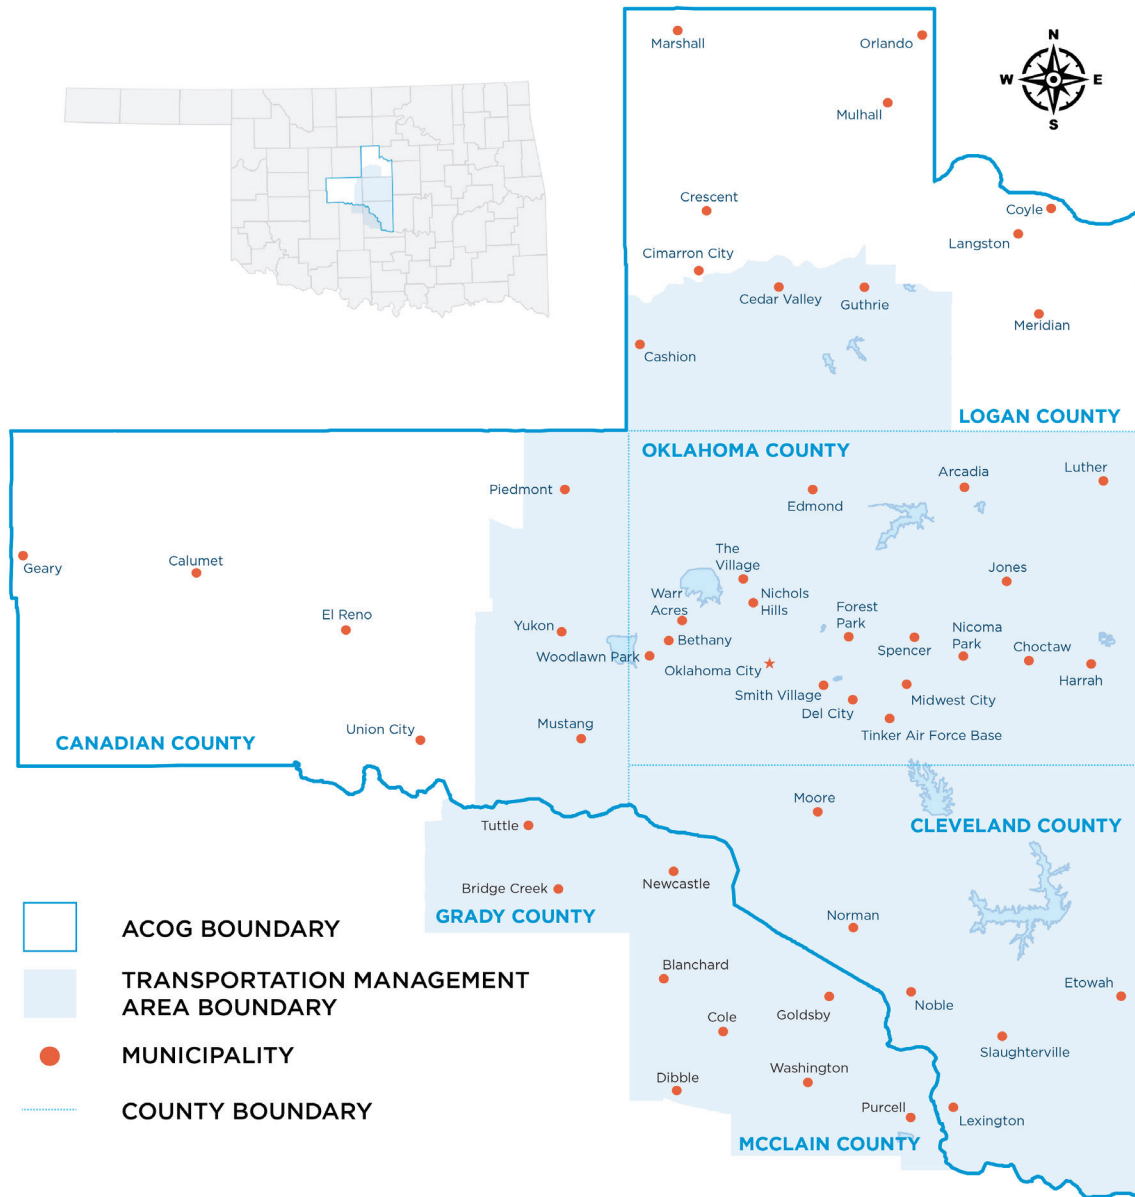 Marshall
Orlando
N
W
E
S
Mulhall
Crescent
Coyle
Langston
Cimarron City
Cedar Valley
Guthrie
Meridian
Cashion
LOGAN COUNTY
OKLAHOMA COUNTY
Piedmont
Edmond
Arcadia
Luther
Geary
Calumet
The
Village
Jones
El Reno
Yukon
Warr
Acres
Nichols
Hills
Forest
Park
Nicoma
Park
Bethany
Spencer
Choctaw
Woodlawn Park
Oklahoma City
Harrah
Smith Village
Midwest City
Del City
Tinker Air Force Base
Union City
Mustang
CANADIAN COUNTY
Moore
Tuttle
CLEVELAND COUNTY
Bridge Creek
Newcastle
GRADY COUNTY
Norman
Blanchard
Goldsby
Noble
Etowah
Cole
Slaughterville
Dibble
Washington
Purcell
Lexington
MCCLAIN COUNTY
ACOG BOUNDARY
TRANSPORTATION MANAGEMENT
AREA BOUNDARY
MUNICIPALITY
COUNTY BOUNDARY